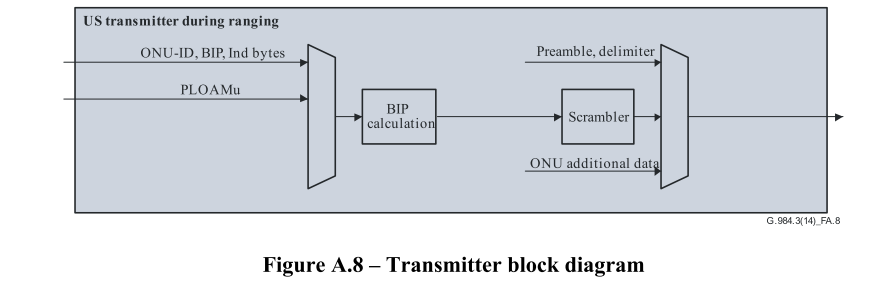 US transmitter during ranging
ONU-ID, BIP, Ind bytes
Preamble, delimiter
PLOAMu
BIP
calculation
Scrambler
ONU additional data
G.984.3(14)_FA.8
Figure A.8 – Transmitter block diagram